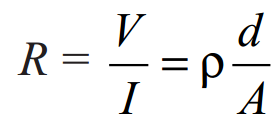 R = V/I = ρ d/A